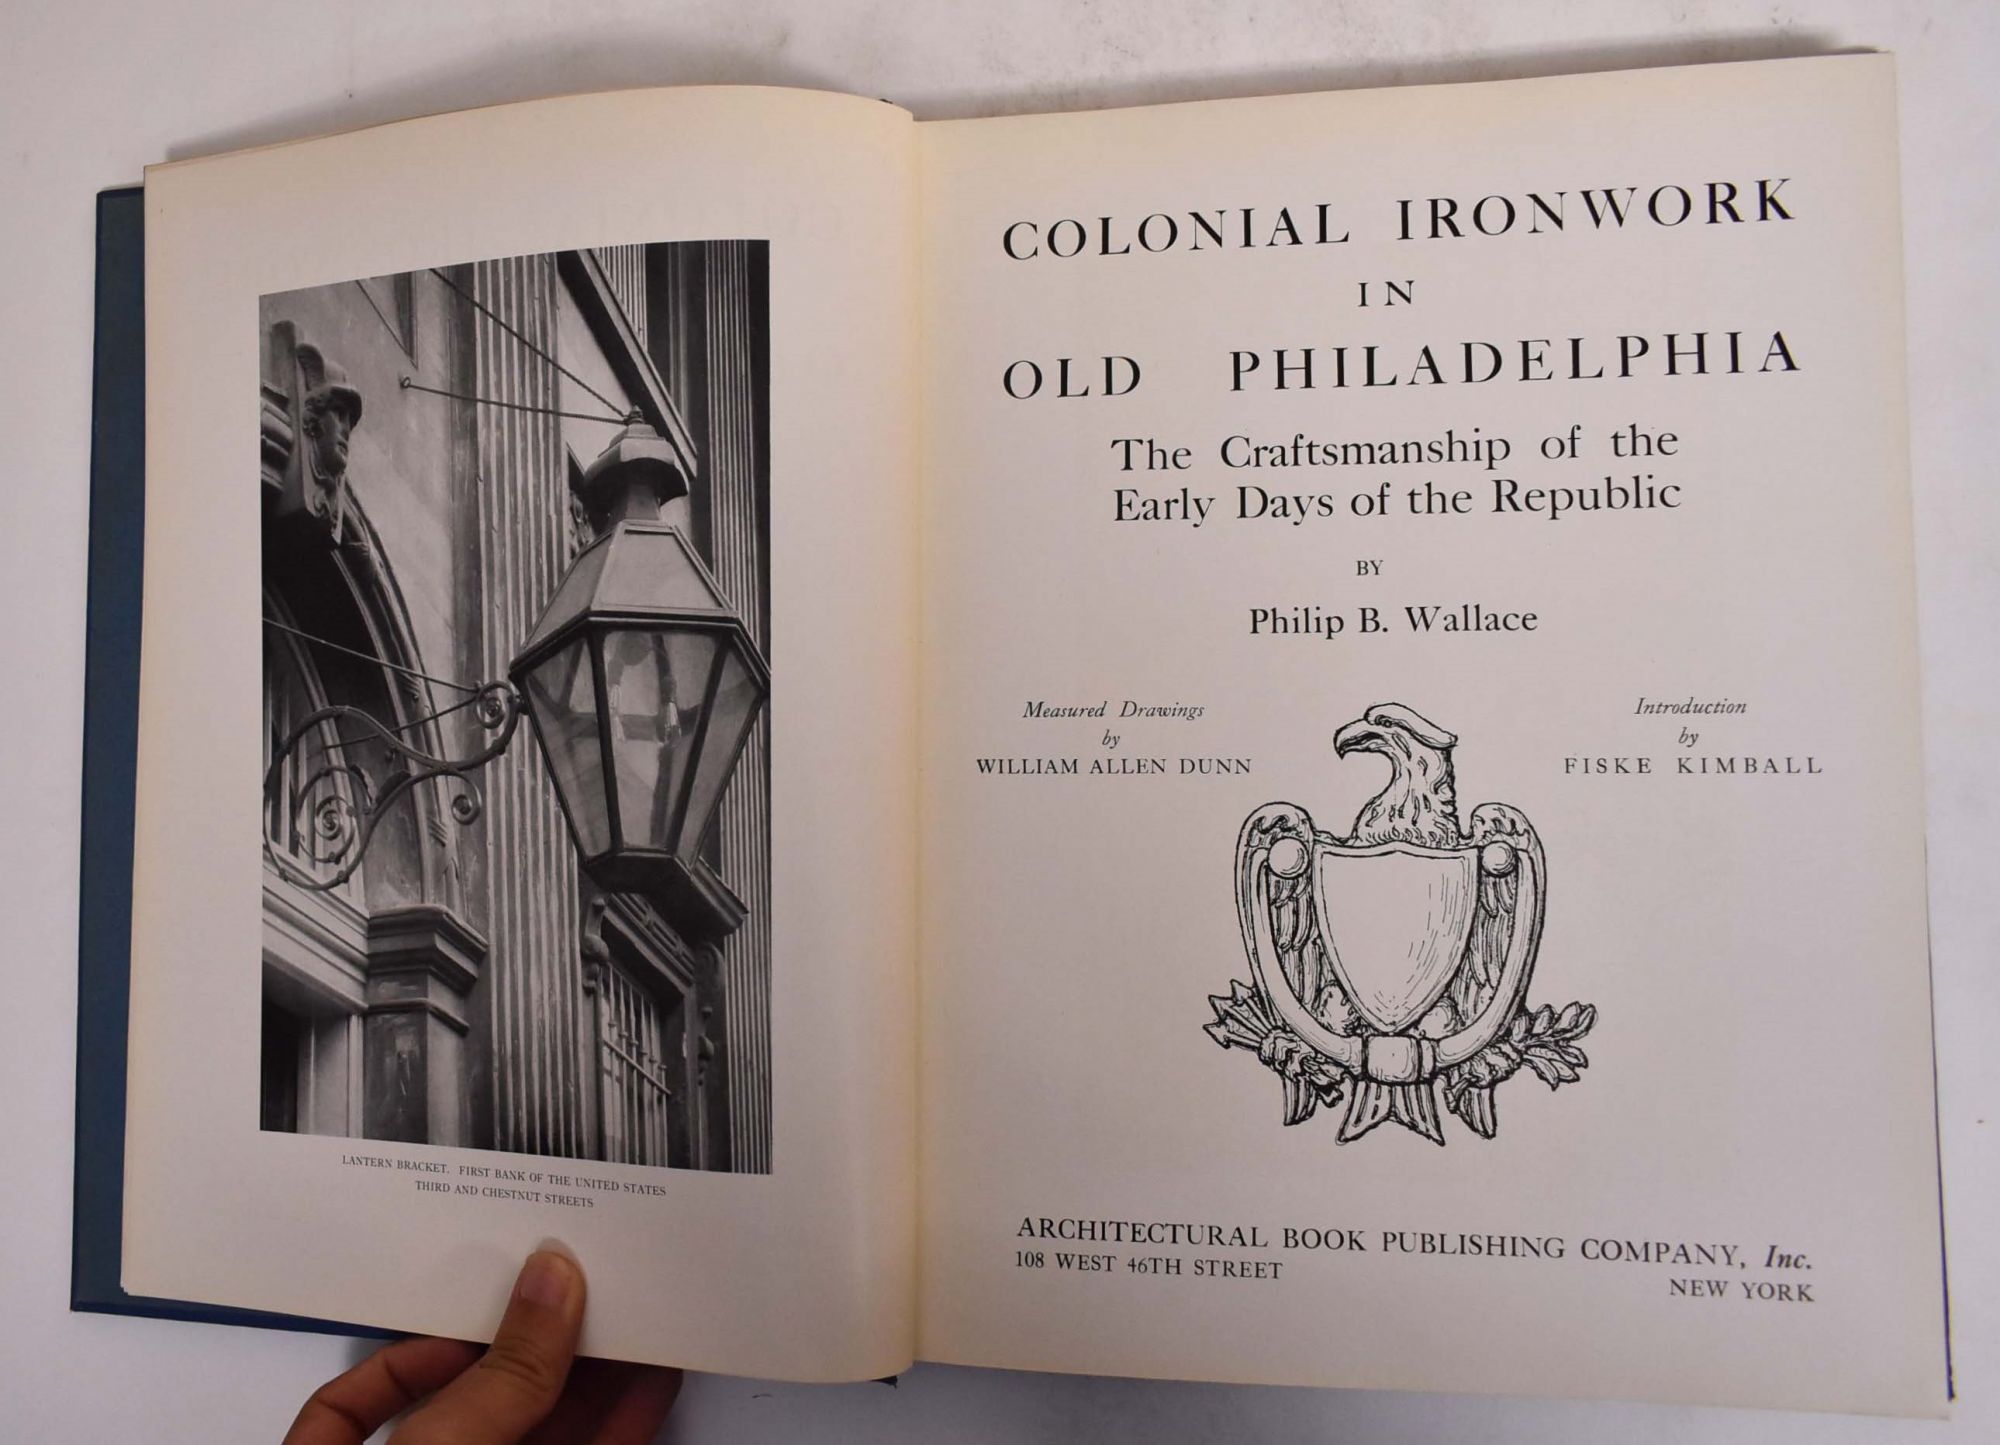 LANTERN BRACKET. FIRST BANK OF THE UNITED STATES
THIRD AND CHESTNUT STREETS
COLONIAL IRONWORK
IN
OLD PHILADELPHIA
The Craftsmanship of the
Early Days of the Republic
BY
Philip B. Wallace
Measured Drawings
by
WILLIAM ALLEN DUNN
Introduction
by
FISKE KIMBALL
ARCHITECTURAL BOOK PUBLISHING COMPANY, Inc.
108 WEST 46TH STREET
NEW YORK